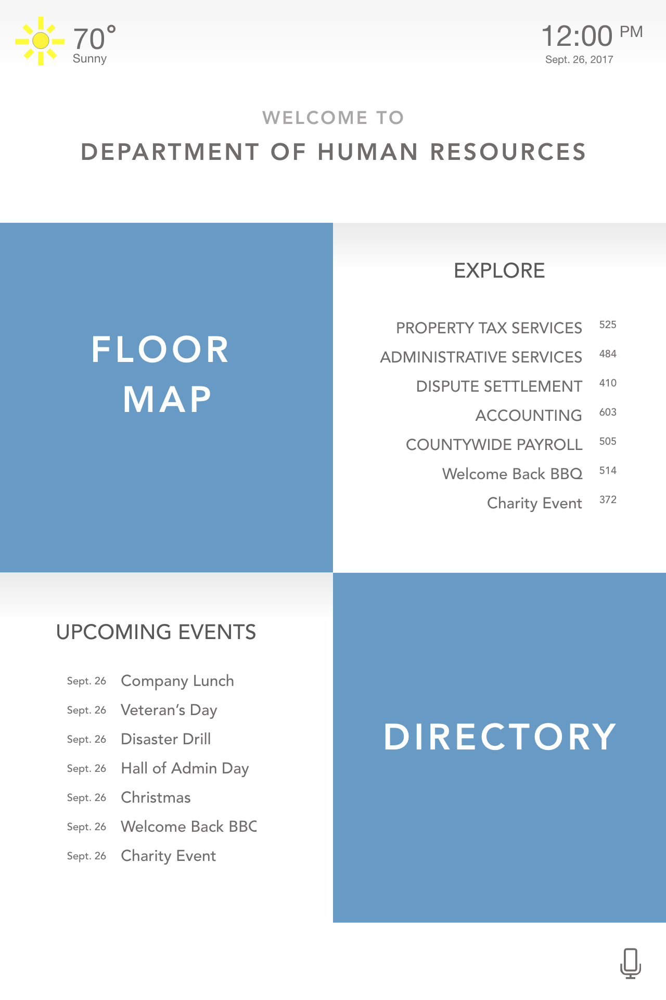 70°
Sunny
12:00 PM
Sept. 26, 2017
WELCOME TO
DEPARTMENT OF HUMAN RESOURCES
FLOOR
MAP
EXPLORE
PROPERTY TAX SERVICES 525
ADMINISTRATIVE SERVICES 484
DISPUTE SETTLEMENT 410
ACCOUNTING 603
COUNTYWIDE PAYROLL 505
Welcome Back BBQ 514
Charity Event 372
UPCOMING EVENTS
Sept. 26 Company Lunch
Sept. 26 Veteran’s Day
Sept. 26 Disaster Drill
Sept. 26 Hall of Admin Day
Sept. 26 Christmas
Sept. 26 Welcome Back BBQ
Sept. 26 Charity Event
DIRECTORY